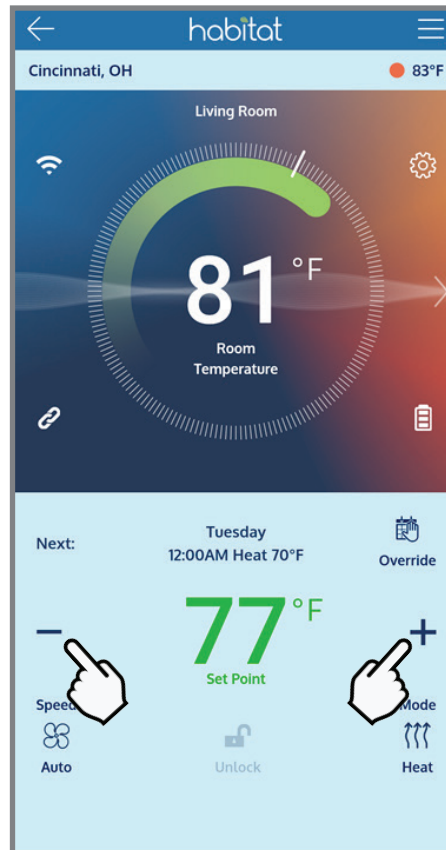 habitat
Cincinnati, OH
83°F
Living Room
81 °F
Room
Temperature
Next:
Tuesday
12:00AM Heat 70°F
Override
77 °F
Set Point
Speed
Mode
Auto
Unlock
Heat